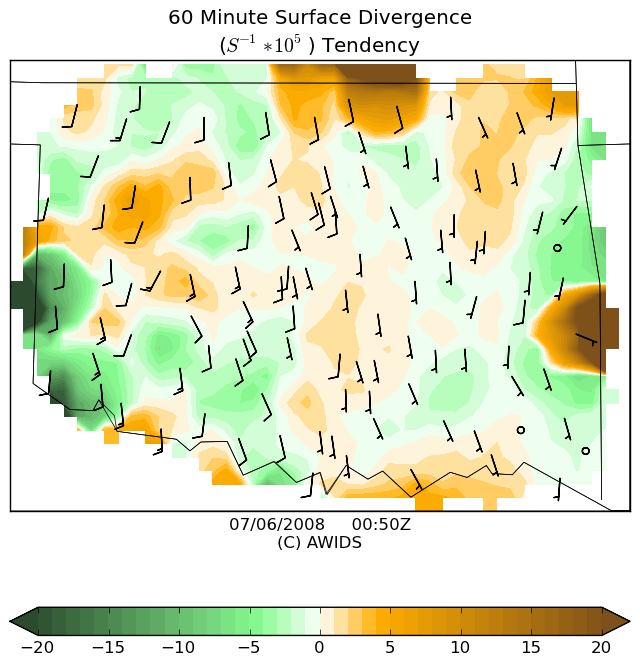 60 Minute Surface Divergence
(S⁻¹ *10⁵ ) Tendency
07/06/2008 00:50Z
(C) AWIDS
−20 −15 −10 −5 0 5 10 15 20